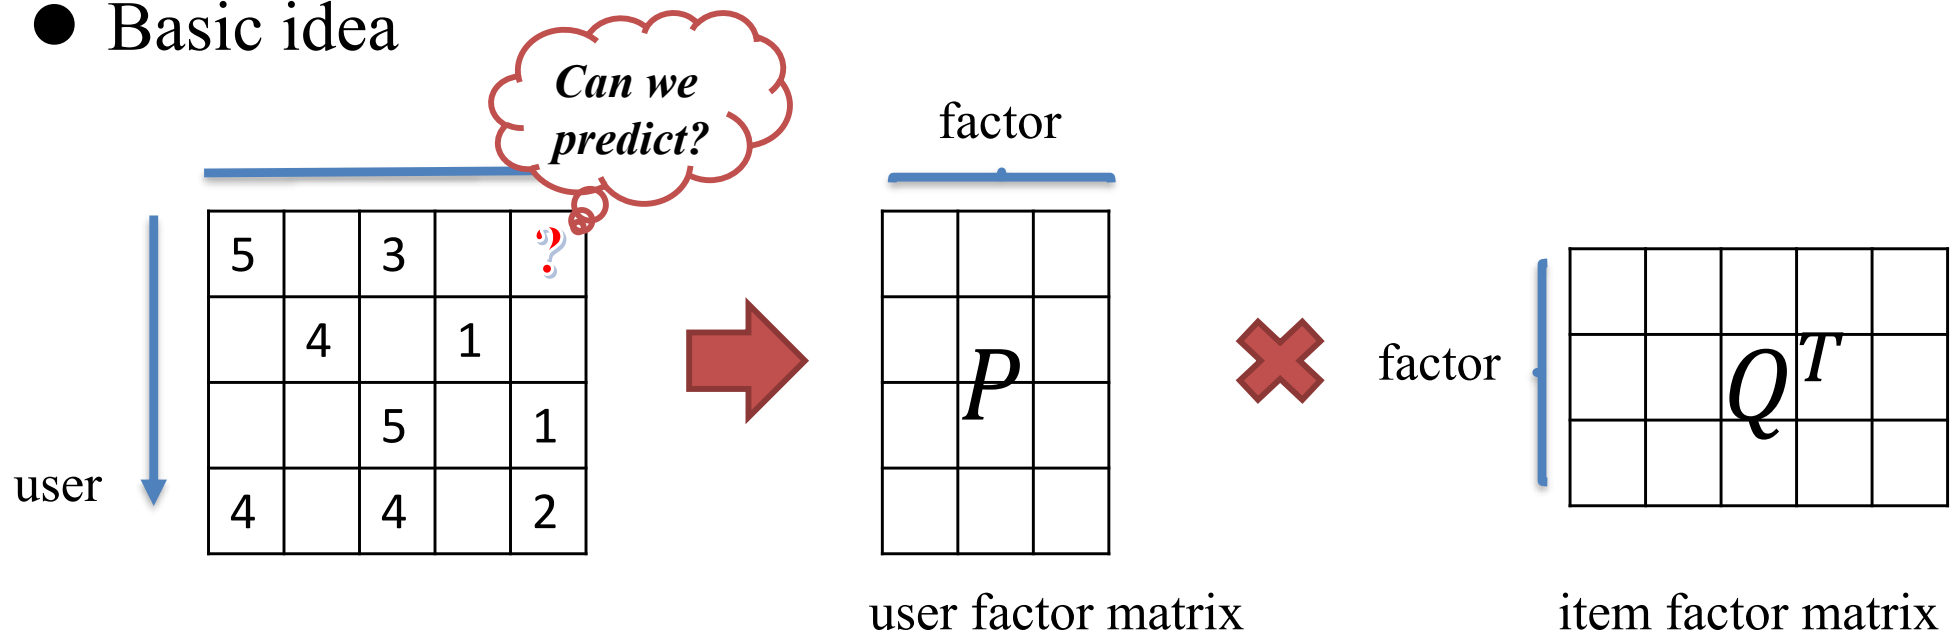 ● Basic idea
Can we
predict?
factor
5 3 ?
4 1
5 1
4 4 2
user
P
factor
Q^T
user factor matrix
item factor matrix